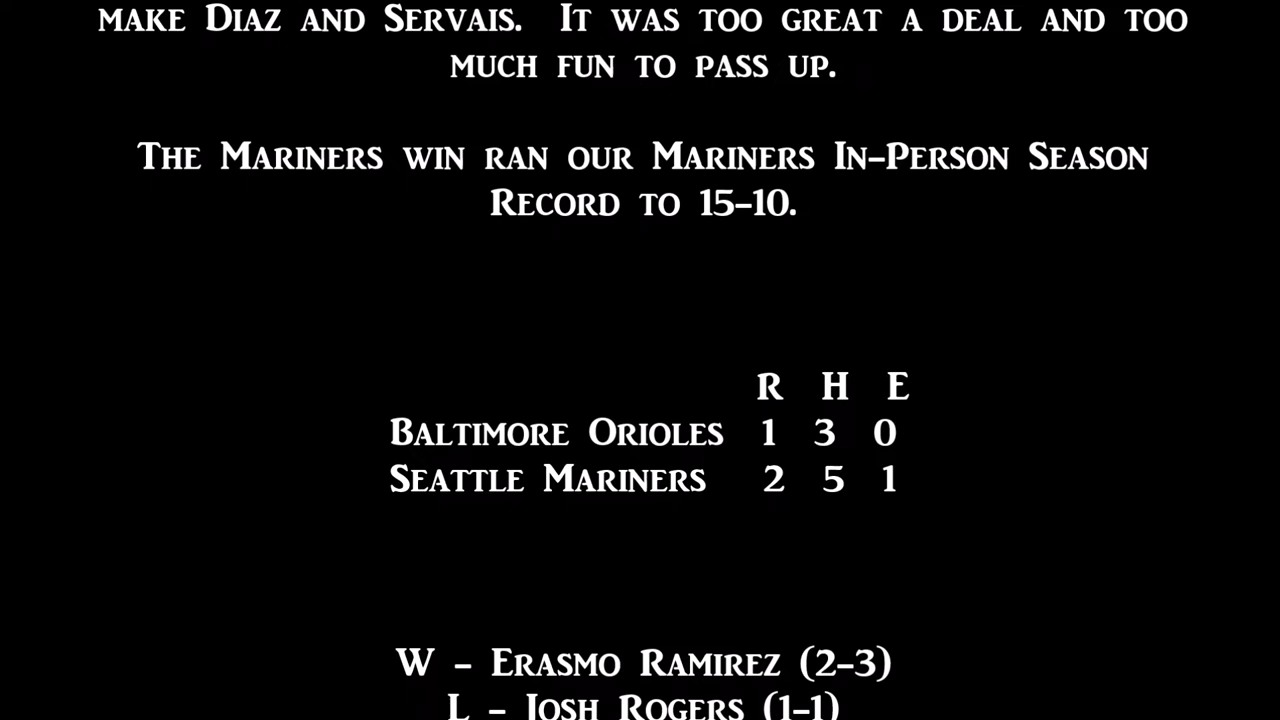 make Diaz and Servais. It was too great a deal and too
much fun to pass up.
The Mariners win ran our Mariners In-Person Season
Record to 15-10.
R H E
Baltimore Orioles 1 3 0
Seattle Mariners 2 5 1
W - Erasmo Ramirez (2-3)
L - Josh Rogers (1-1)